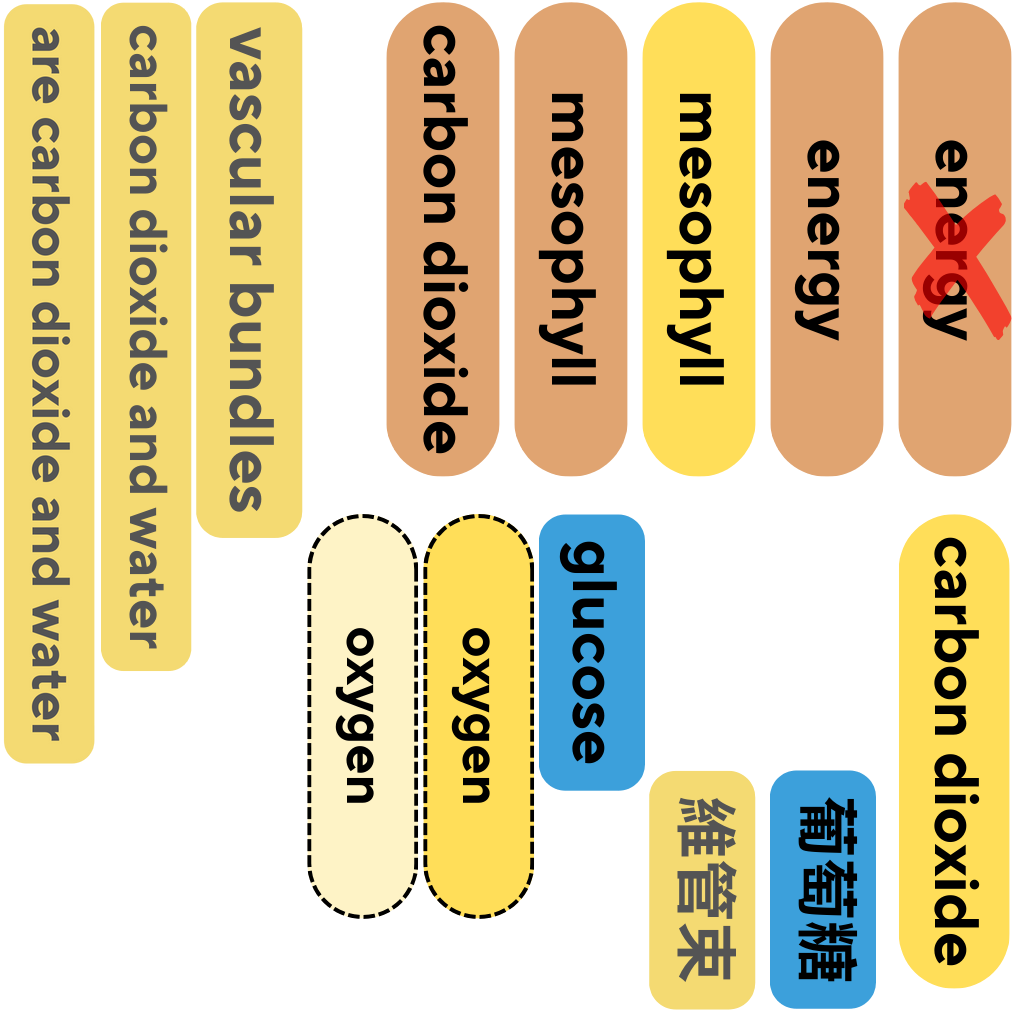 energy
carbon dioxide
energy
葡萄糖
mesophyll
維管束
mesophyll
glucose
carbon dioxide
oxygen
oxygen
vascular bundles
carbon dioxide and water
are carbon dioxide and water